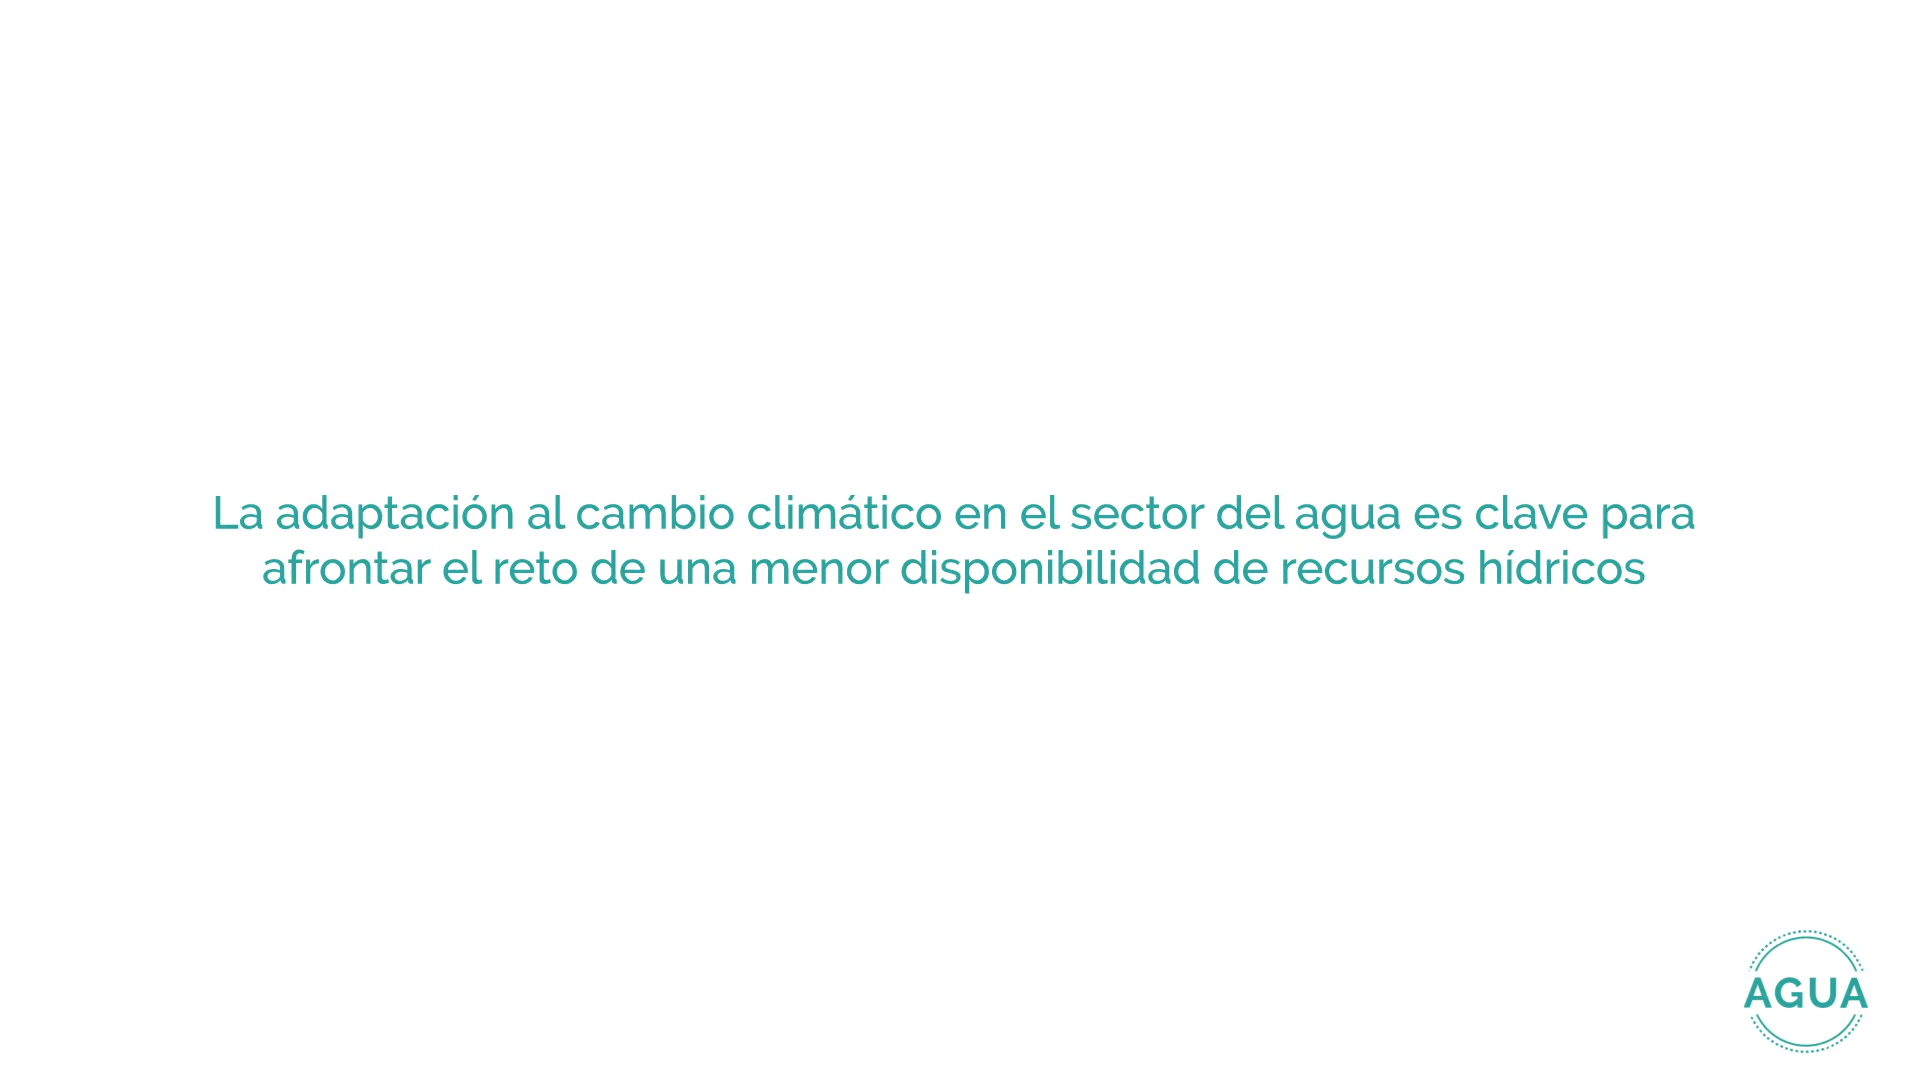 La adaptación al cambio climático en el sector del agua es clave para
afrontar el reto de una menor disponibilidad de recursos hídricos
AGUA